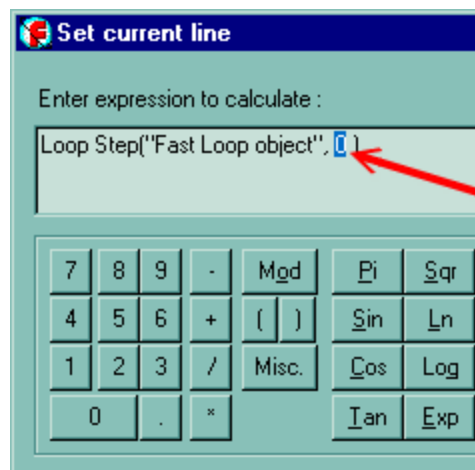 Set current line
Enter expression to calculate :
Loop Step("Fast Loop object", 0 )
7 8 9 - Mod Pi Sqr
4 5 6 + ( ) Sin Ln
1 2 3 / Misc. Cos Log
0 . * Tan Exp